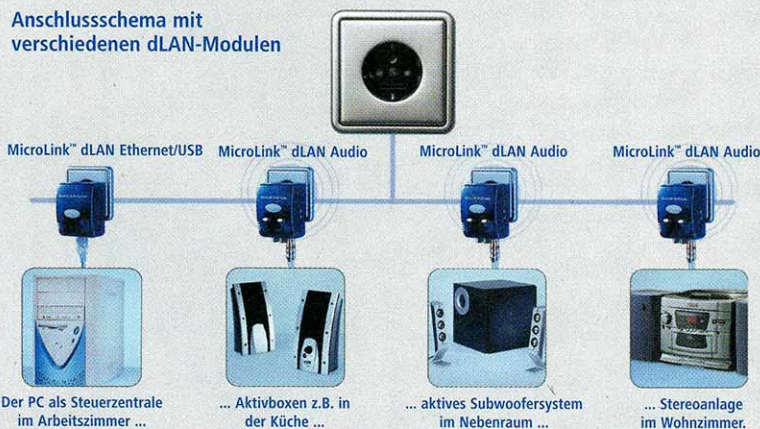 Anschlussschema mit
verschiedenen dLAN-Modulen
MicroLink™ dLAN Ethernet/USB
MicroLink™ dLAN Audio
MicroLink™ dLAN Audio
MicroLink™ dLAN Audio
Der PC als Steuerzentrale
im Arbeitszimmer ...
... Aktivboxen z.B. in
der Küche ...
... aktives Subwoofersystem
im Nebenraum ...
... Stereoanlage
im Wohnzimmer.